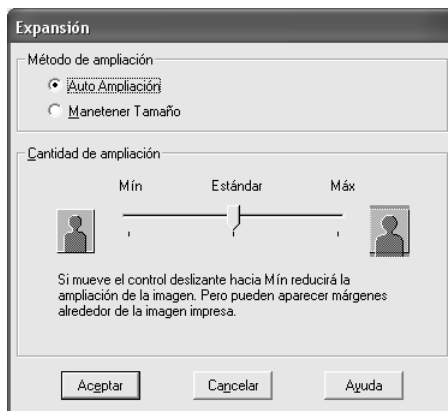 Expansión
Método de ampliación
Auto Ampliación
Manetener Tamaño
Cantidad de ampliación
Mín Estándar Máx
Si mueve el control deslizante hacia Mín reducirá la
ampliación de la imagen. Pero pueden aparecer márgenes
alrededor de la imagen impresa.
Aceptar Cancelar Ayuda